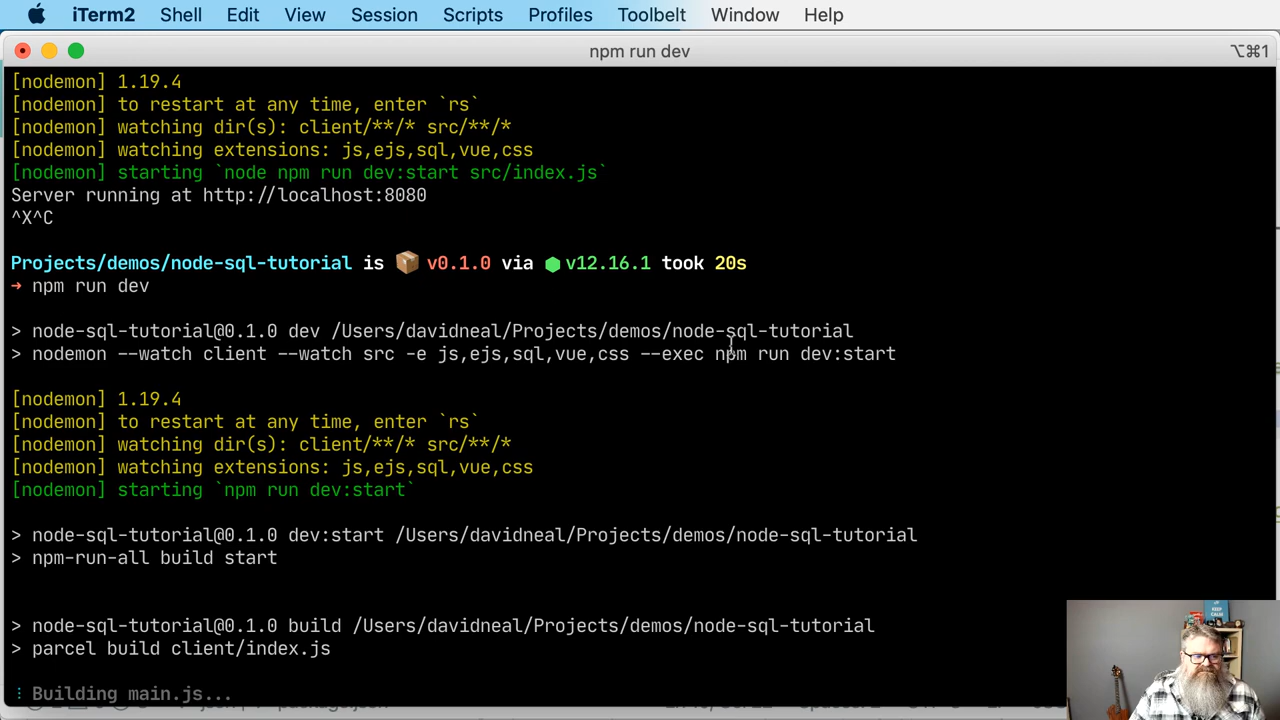 iTerm2 Shell Edit View Session Scripts Profiles Toolbelt Window Help
npm run dev ⌥⌘1
[nodemon] 1.19.4
[nodemon] to restart at any time, enter `rs`
[nodemon] watching dir(s): client/**/* src/**/*
[nodemon] watching extensions: js,ejs,sql,vue,css
[nodemon] starting `node npm run dev:start src/index.js`
Server running at http://localhost:8080
^X^C
Projects/demos/node-sql-tutorial is 📦 v0.1.0 via ⬢ v12.16.1 took 20s
➜ npm run dev
> node-sql-tutorial@0.1.0 dev /Users/davidneal/Projects/demos/node-sql-tutorial
> nodemon --watch client --watch src -e js,ejs,sql,vue,css --exec npm run dev:start
[nodemon] 1.19.4
[nodemon] to restart at any time, enter `rs`
[nodemon] watching dir(s): client/**/* src/**/*
[nodemon] watching extensions: js,ejs,sql,vue,css
[nodemon] starting `npm run dev:start`
> node-sql-tutorial@0.1.0 dev:start /Users/davidneal/Projects/demos/node-sql-tutorial
> npm-run-all build start
> node-sql-tutorial@0.1.0 build /Users/davidneal/Projects/demos/node-sql-tutorial
> parcel build client/index.js
⠸ Building main.js...
KEEP
CALM